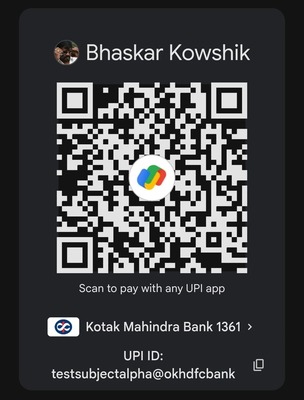 Bhaskar Kowshik
Scan to pay with any UPI app
Kotak Mahindra Bank 1361 >
UPI ID:
testsubjectalpha@okhdfcbank